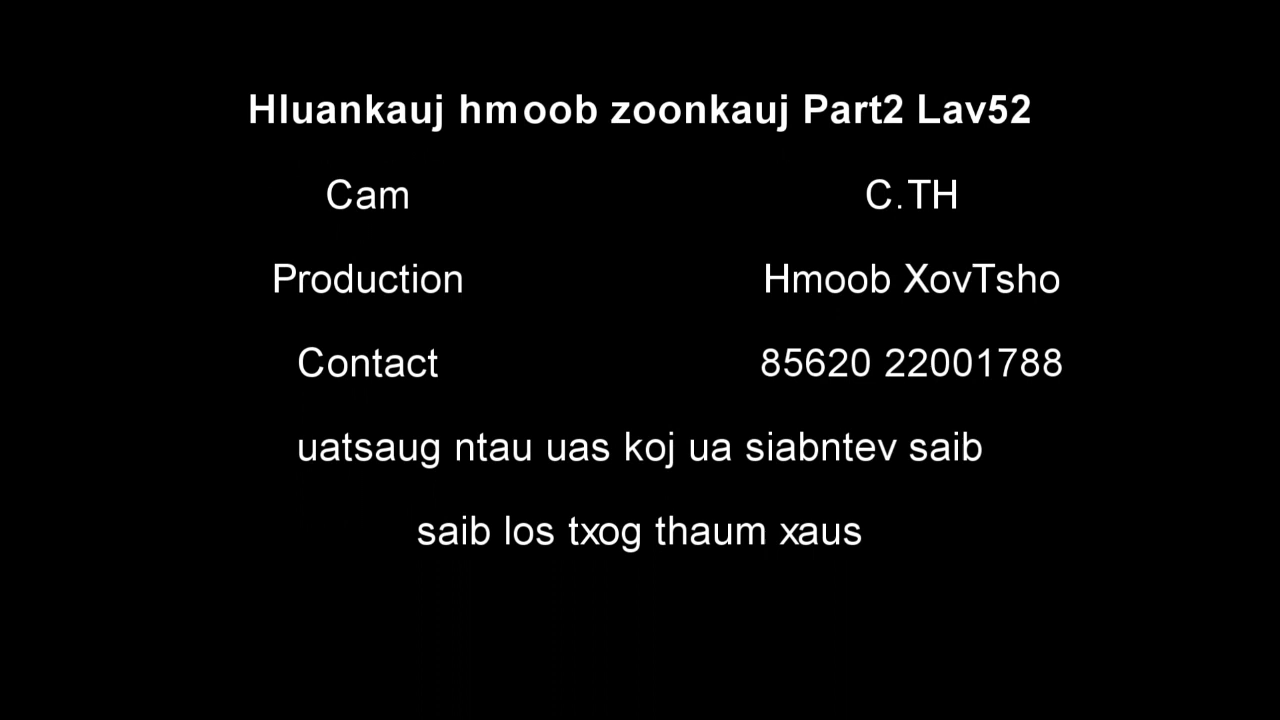 Hluankauj hmoob zoonkauj Part2 Lav52
Cam C.TH
Production Hmoob XovTsho
Contact 85620 22001788
uatsaug ntau uas koj ua siabntev saib
saib los txog thaum xaus